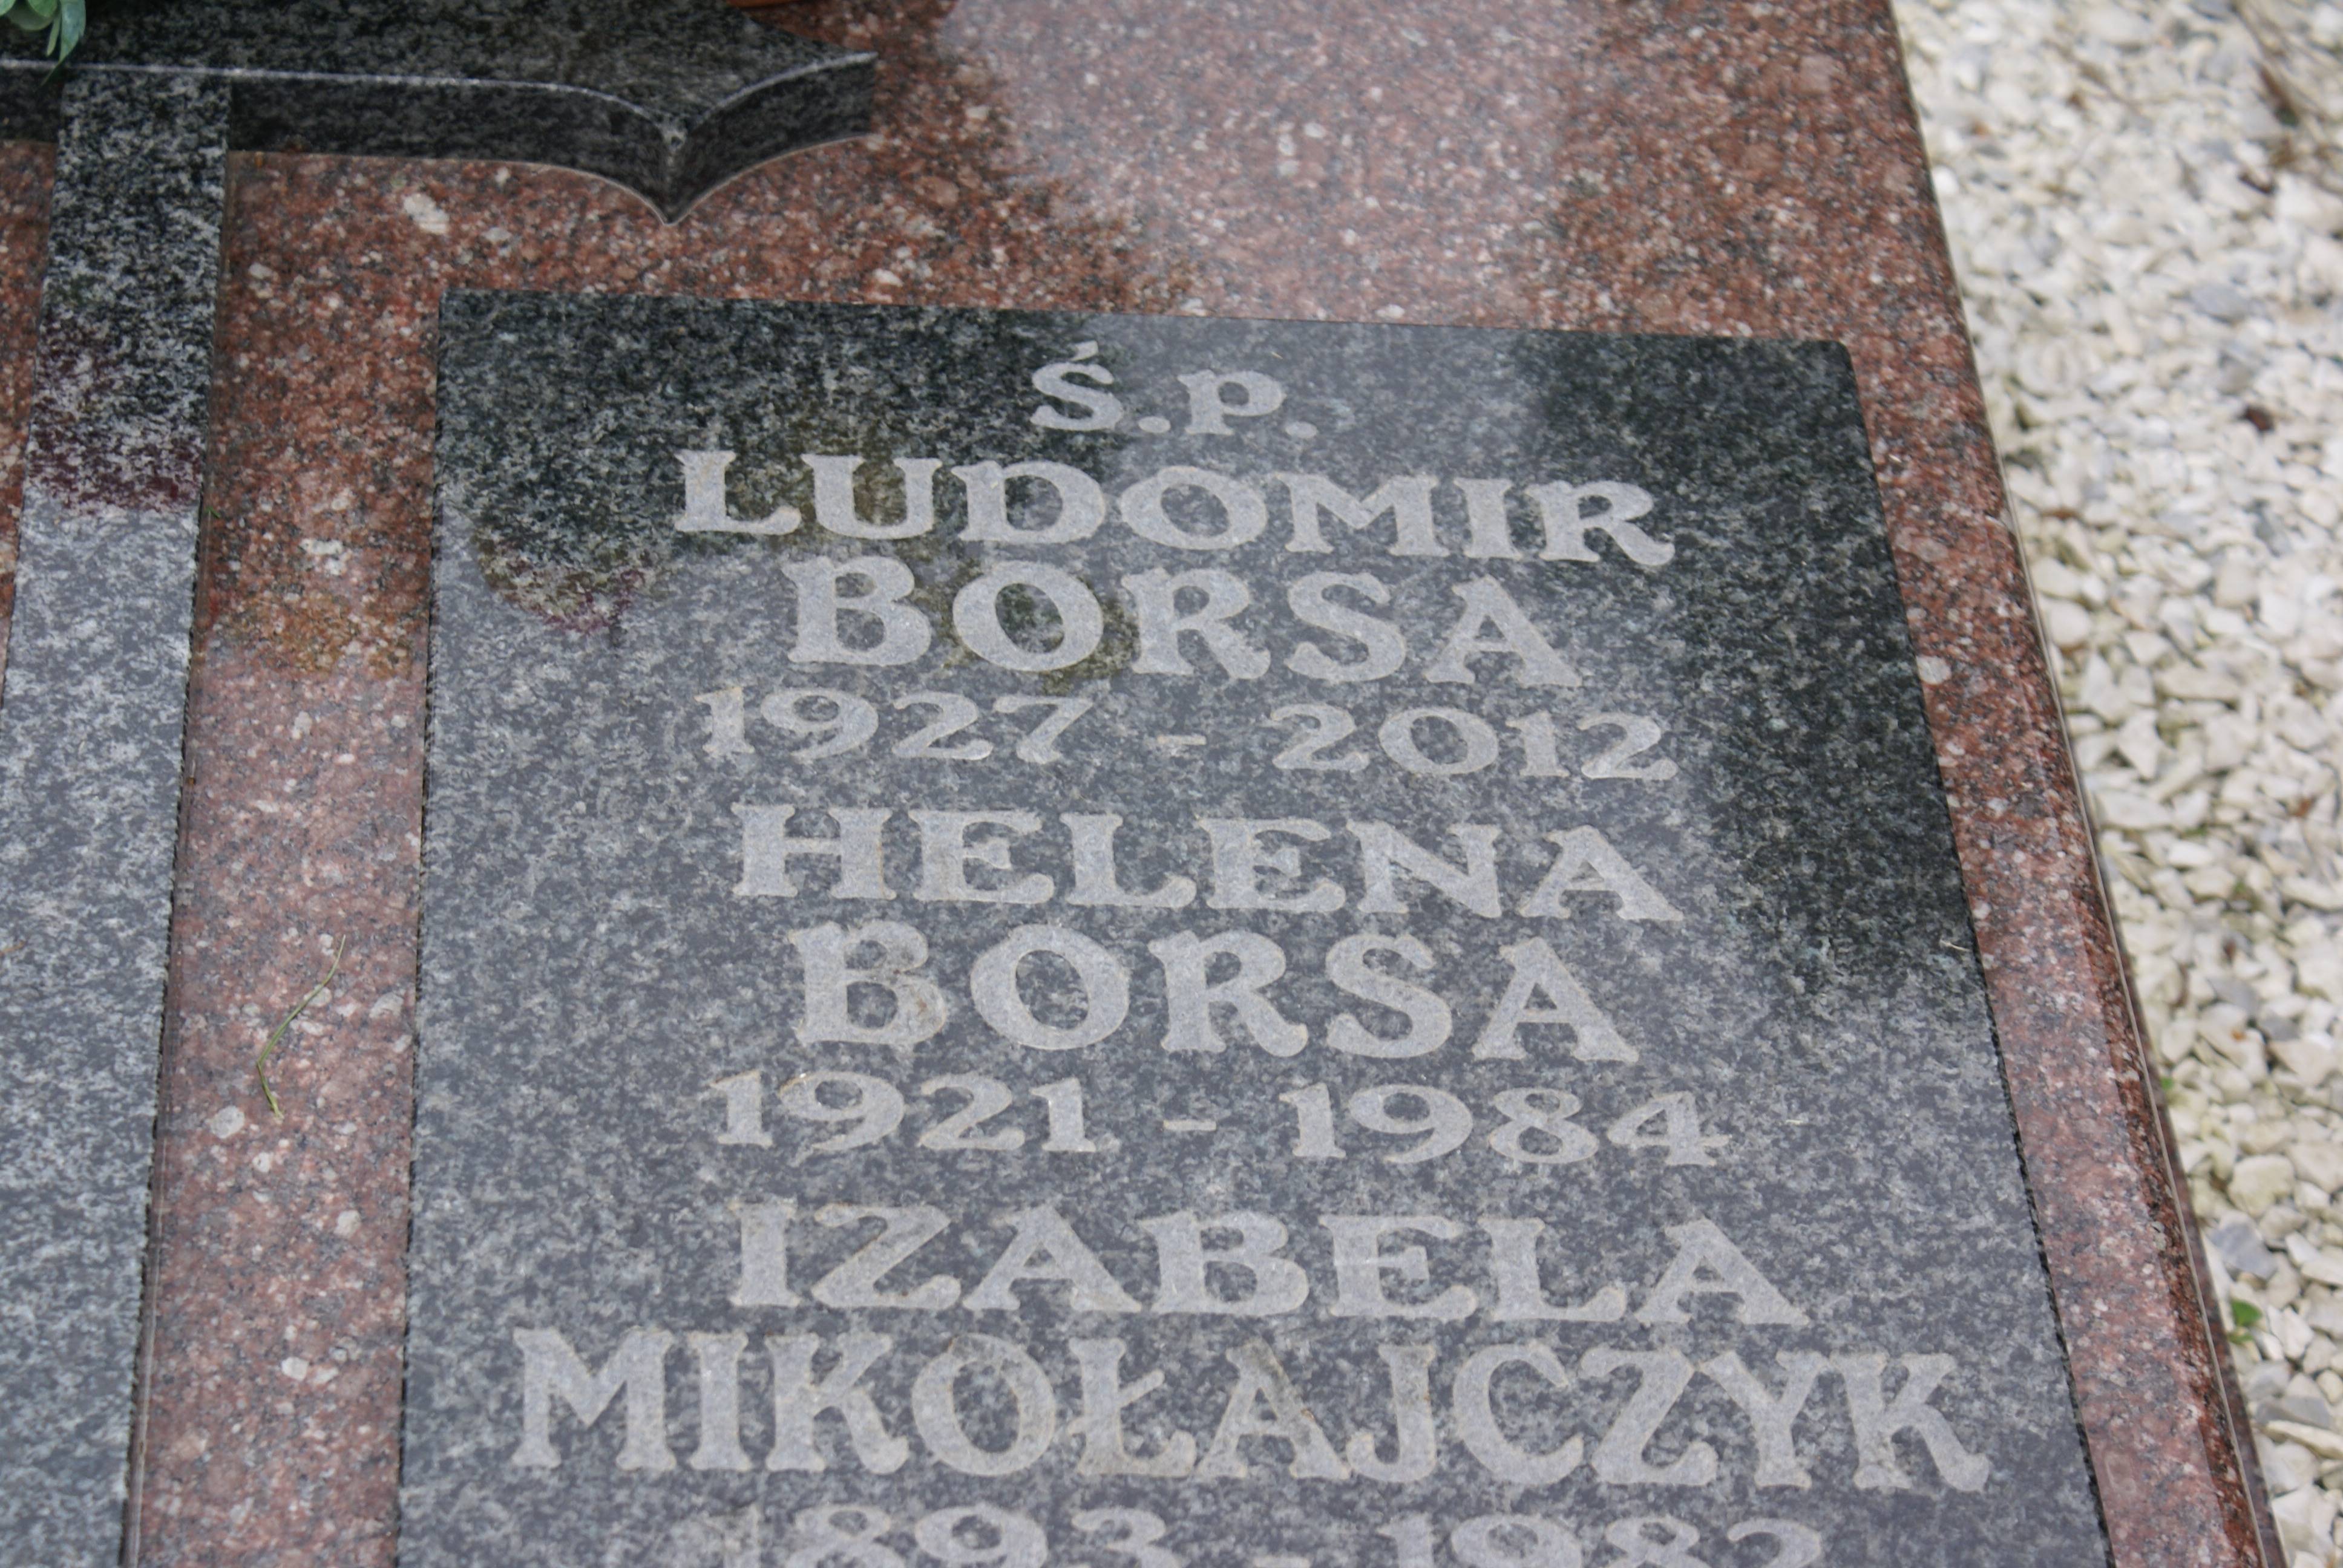 Ś.P.
LUDOMIR
BORSA
1927 - 2012
HELENA
BORSA
1921 - 1984
IZABELA
MIKOŁAJCZYK